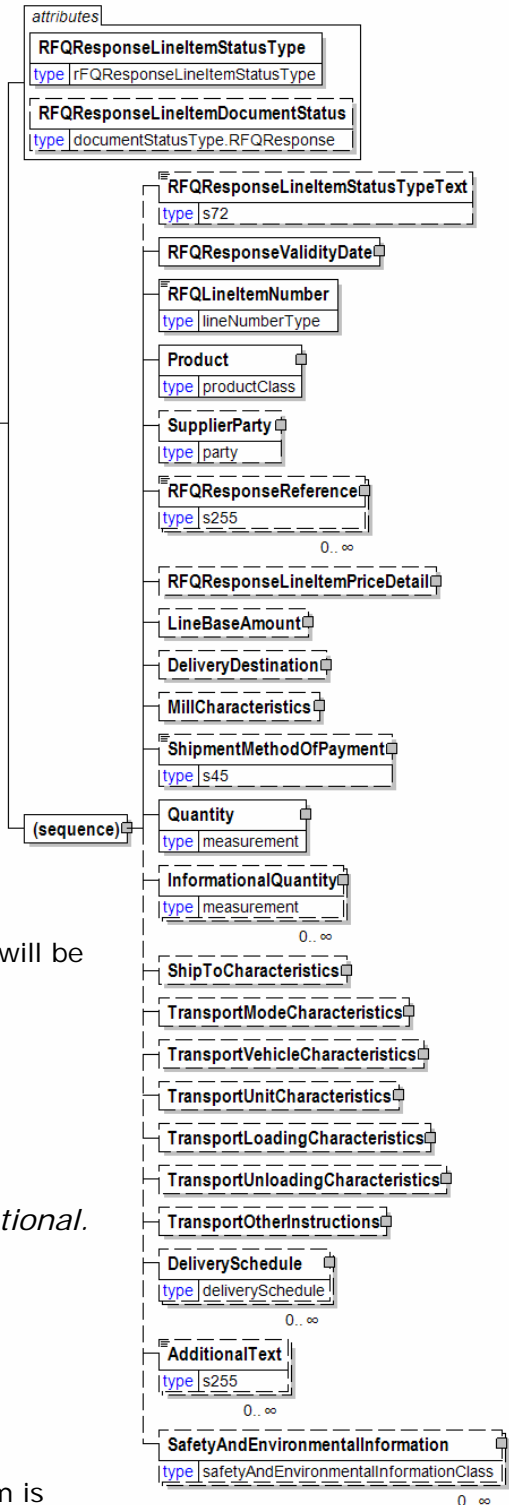 attributes
RFQResponseLineItemStatusType
type rFQResponseLineItemStatusType
RFQResponseLineItemDocumentStatus
type documentStatusType.RFQResponse
RFQResponseLineItemStatusTypeText
type s72
RFQResponseValidityDate
RFQLineItemNumber
type lineNumberType
Product
type productClass
SupplierParty
type party
RFQResponseReference
type s255
0.. ∞
RFQResponseLineItemPriceDetail
LineBaseAmount
DeliveryDestination
MillCharacteristics
ShipmentMethodOfPayment
type s45
(sequence)
Quantity
type measurement
InformationalQuantity
type measurement
0.. ∞
will be
ShipToCharacteristics
TransportModeCharacteristics
TransportVehicleCharacteristics
TransportUnitCharacteristics
TransportLoadingCharacteristics
TransportUnloadingCharacteristics
tional.
TransportOtherInstructions
DeliverySchedule
type deliverySchedule
0.. ∞
AdditionalText
type s255
0.. ∞
SafetyAndEnvironmentalInformation
type safetyAndEnvironmentalInformationClass
0.. ∞
n is